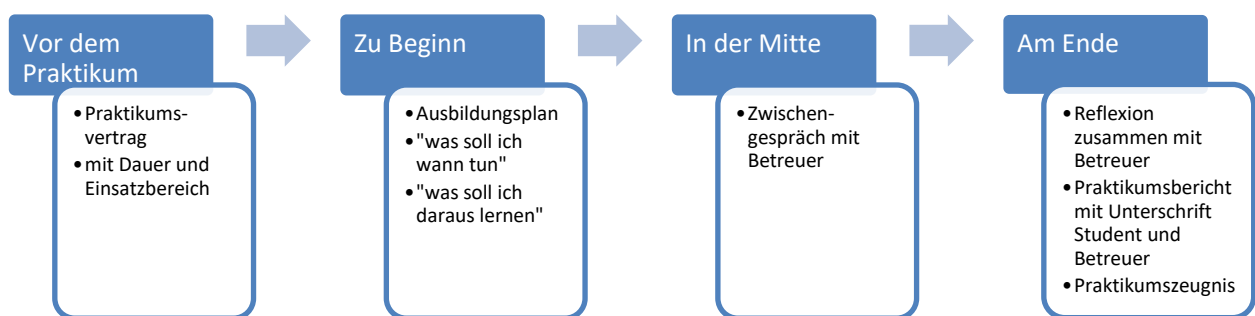 Vor dem
Praktikum
•Praktikums-
vertrag
•mit Dauer und
Einsatzbereich
Zu Beginn
•Ausbildungsplan
•"was soll ich
wann tun"
•"was soll ich
daraus lernen"
In der Mitte
•Zwischen-
gespräch mit
Betreuer
Am Ende
•Reflexion
zusammen mit
Betreuer
•Praktikumsbericht
mit Unterschrift
Student und
Betreuer
•Praktikumszeugnis